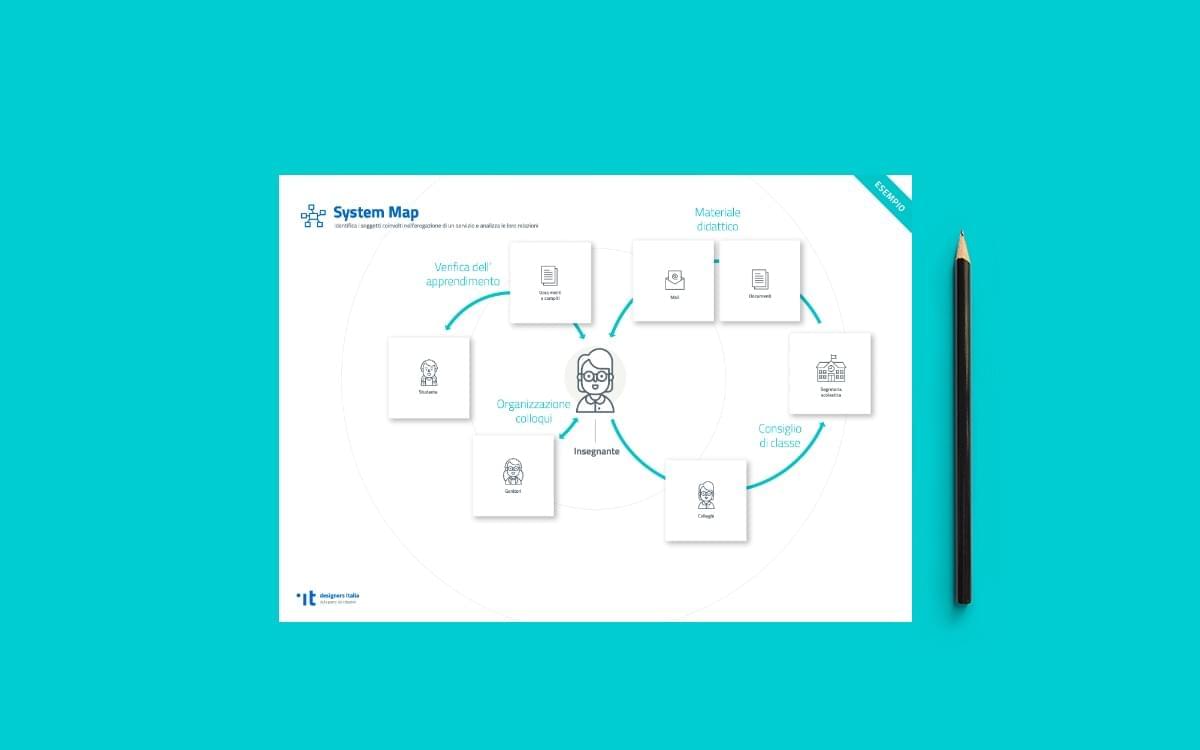 System Map
Identifica i soggetti coinvolti nell'erogazione di un servizio e analizza le loro relazioni
ESEMPIO
Materiale
didattico
Verifica dell'
apprendimento
Documenti
e compiti
Mail
Documenti
Studente
Segreteria
scolastica
Organizzazione
colloqui
Consiglio
di classe
Insegnante
Genitori
Colleghi
designers italia